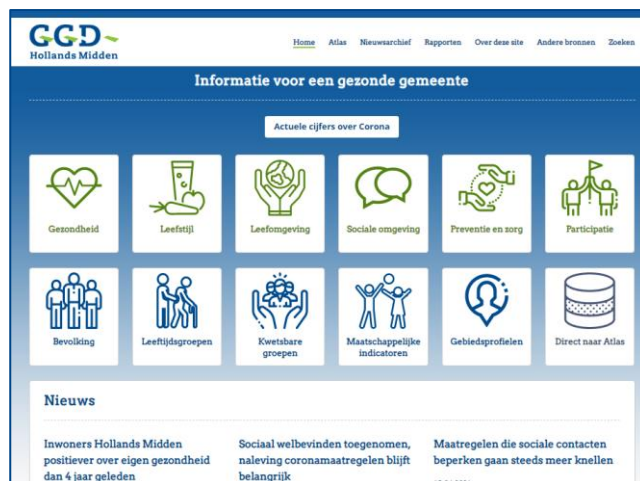 GGD
Hollands Midden
Home Atlas Nieuwsarchief Rapporten Over deze site Andere bronnen Zoeken
Informatie voor een gezonde gemeente
Actuele cijfers over Corona
Gezondheid Leefstijl Leefomgeving Sociale omgeving Preventie en zorg Participatie
Bevolking Leeftijdsgroepen Kwetsbare groepen Maatschappelijke indicatoren Gebiedsprofielen Direct naar Atlas
Nieuws
Inwoners Hollands Midden
positiever over eigen gezondheid
dan 4 jaar geleden
Sociaal welbevinden toegenomen,
naleving coronamaatregelen blijft
belangrijk
Maatregelen die sociale contacten
beperken gaan steeds meer knellen